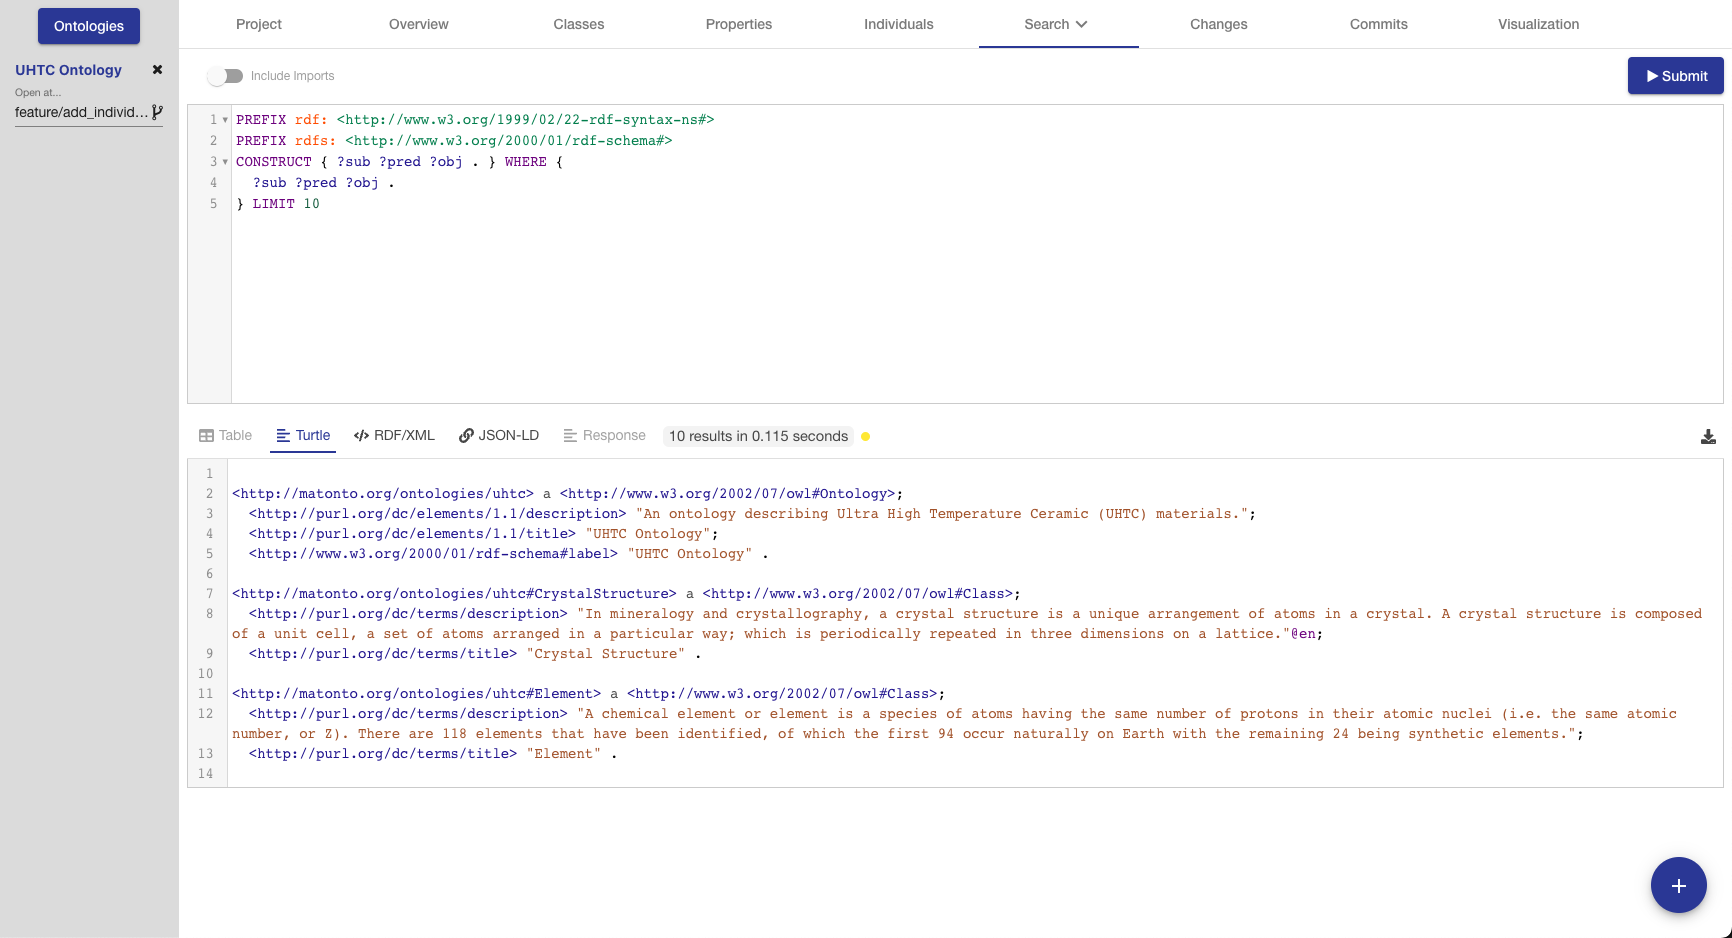 Ontologies
Project
Overview
Classes
Properties
Individuals
Search
Changes
Commits
Visualization
UHTC Ontology
Open at...
feature/add_individ...
Include Imports
Submit
1 PREFIX rdf: <http://www.w3.org/1999/02/22-rdf-syntax-ns#>
2 PREFIX rdfs: <http://www.w3.org/2000/01/rdf-schema#>
3 CONSTRUCT { ?sub ?pred ?obj . } WHERE {
4 ?sub ?pred ?obj .
5 } LIMIT 10
Table
Turtle
RDF/XML
JSON-LD
Response
10 results in 0.115 seconds
1
2 <http://matonto.org/ontologies/uhtc> a <http://www.w3.org/2002/07/owl#Ontology>;
3 <http://purl.org/dc/elements/1.1/description> "An ontology describing Ultra High Temperature Ceramic (UHTC) materials.";
4 <http://purl.org/dc/elements/1.1/title> "UHTC Ontology";
5 <http://www.w3.org/2000/01/rdf-schema#label> "UHTC Ontology" .
6
7 <http://matonto.org/ontologies/uhtc#CrystalStructure> a <http://www.w3.org/2002/07/owl#Class>;
8 <http://purl.org/dc/terms/description> "In mineralogy and crystallography, a crystal structure is a unique arrangement of atoms in a crystal. A crystal structure is composed
of a unit cell, a set of atoms arranged in a particular way; which is periodically repeated in three dimensions on a lattice."@en;
9 <http://purl.org/dc/terms/title> "Crystal Structure" .
10
11 <http://matonto.org/ontologies/uhtc#Element> a <http://www.w3.org/2002/07/owl#Class>;
12 <http://purl.org/dc/terms/description> "A chemical element or element is a species of atoms having the same number of protons in their atomic nuclei (i.e. the same atomic
number, or Z). There are 118 elements that have been identified, of which the first 94 occur naturally on Earth with the remaining 24 being synthetic elements.";
13 <http://purl.org/dc/terms/title> "Element" .
14